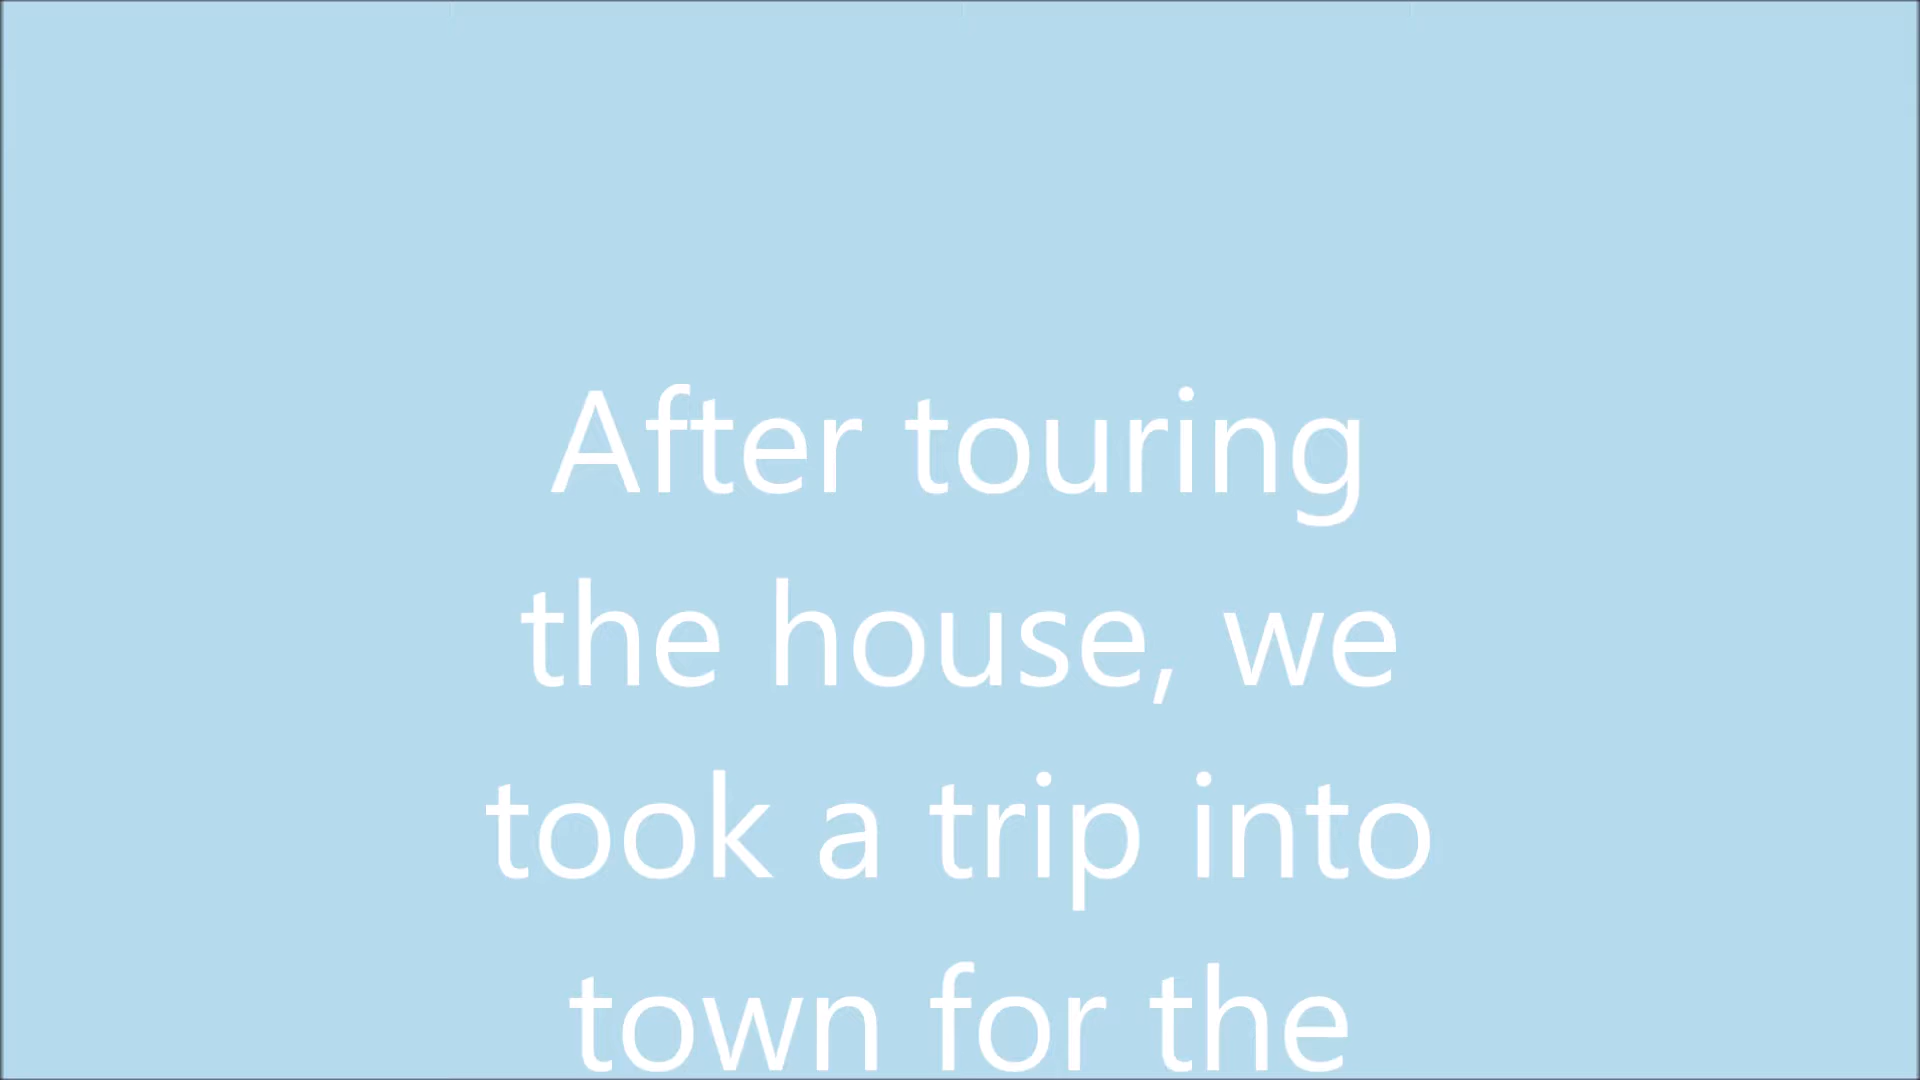 After touring
the house, we
took a trip into
town for the